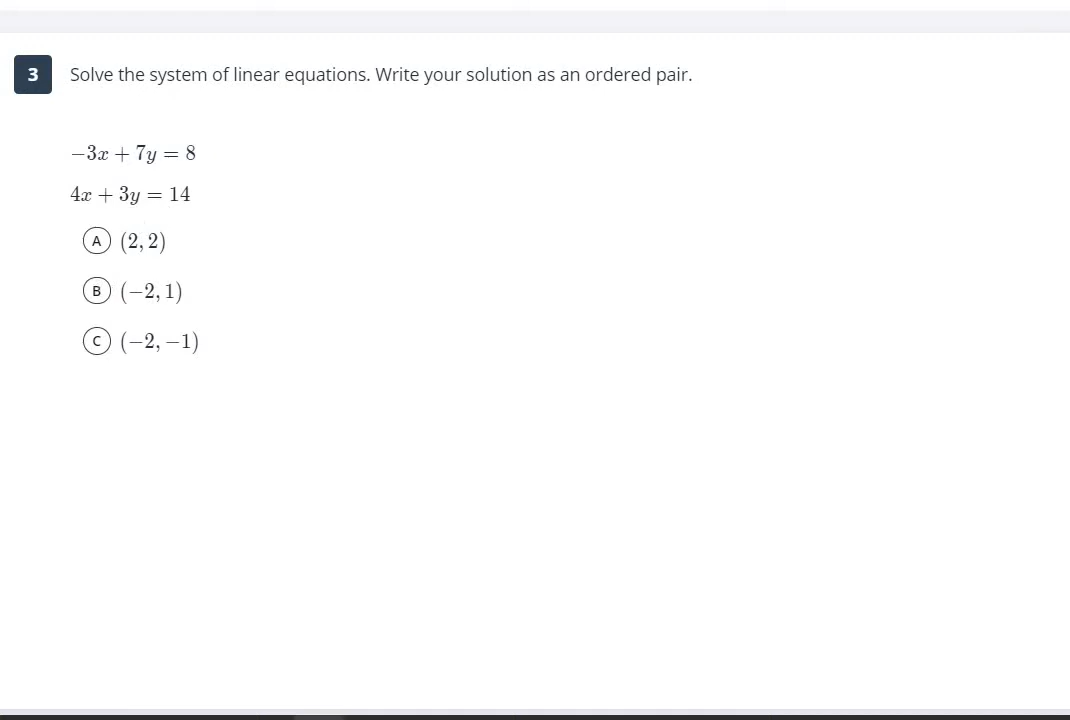 3 Solve the system of linear equations. Write your solution as an ordered pair.
−3x + 7y = 8
4x + 3y = 14
A (2, 2)
B (−2, 1)
C (−2, −1)